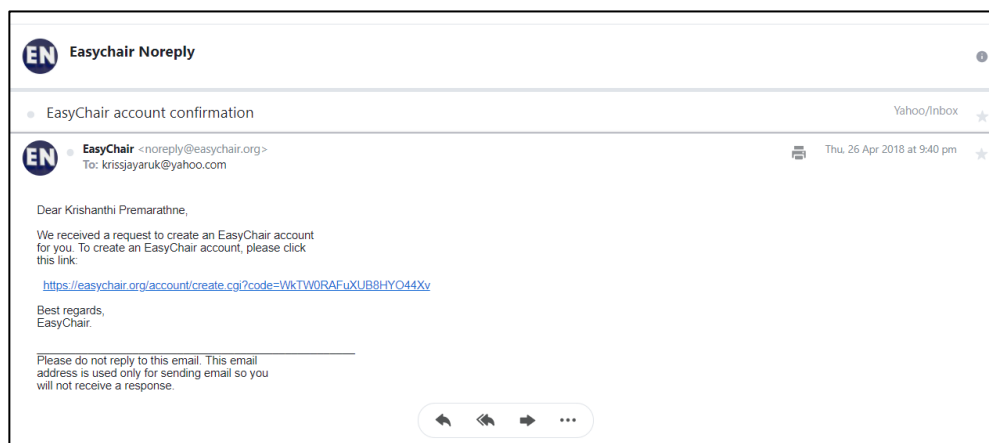 EN Easychair Noreply
EasyChair account confirmation Yahoo/Inbox
EN EasyChair <noreply@easychair.org> Thu, 26 Apr 2018 at 9:40 pm
To: krissjayaruk@yahoo.com
Dear Krishanthi Premarathne,
We received a request to create an EasyChair account
for you. To create an EasyChair account, please click
this link:
https://easychair.org/account/create.cgi?code=WkTW0RAFuXUB8HYO44Xv
Best regards,
EasyChair.
Please do not reply to this email. This email
address is used only for sending email so you
will not receive a response.